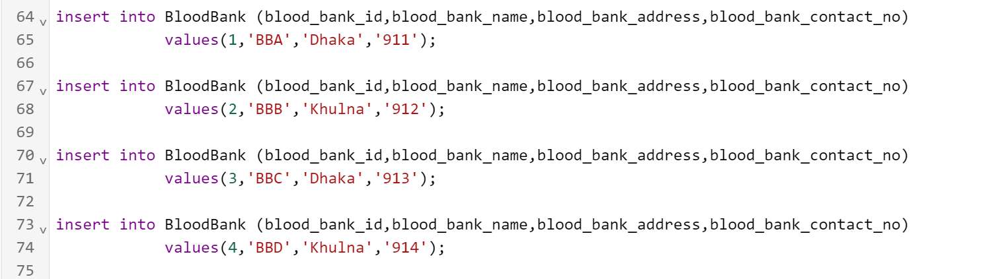 64 insert into BloodBank (blood_bank_id,blood_bank_name,blood_bank_address,blood_bank_contact_no)
65 values(1,'BBA','Dhaka','911');
66
67 insert into BloodBank (blood_bank_id,blood_bank_name,blood_bank_address,blood_bank_contact_no)
68 values(2,'BBB','Khulna','912');
69
70 insert into BloodBank (blood_bank_id,blood_bank_name,blood_bank_address,blood_bank_contact_no)
71 values(3,'BBC','Dhaka','913');
72
73 insert into BloodBank (blood_bank_id,blood_bank_name,blood_bank_address,blood_bank_contact_no)
74 values(4,'BBD','Khulna','914');
75